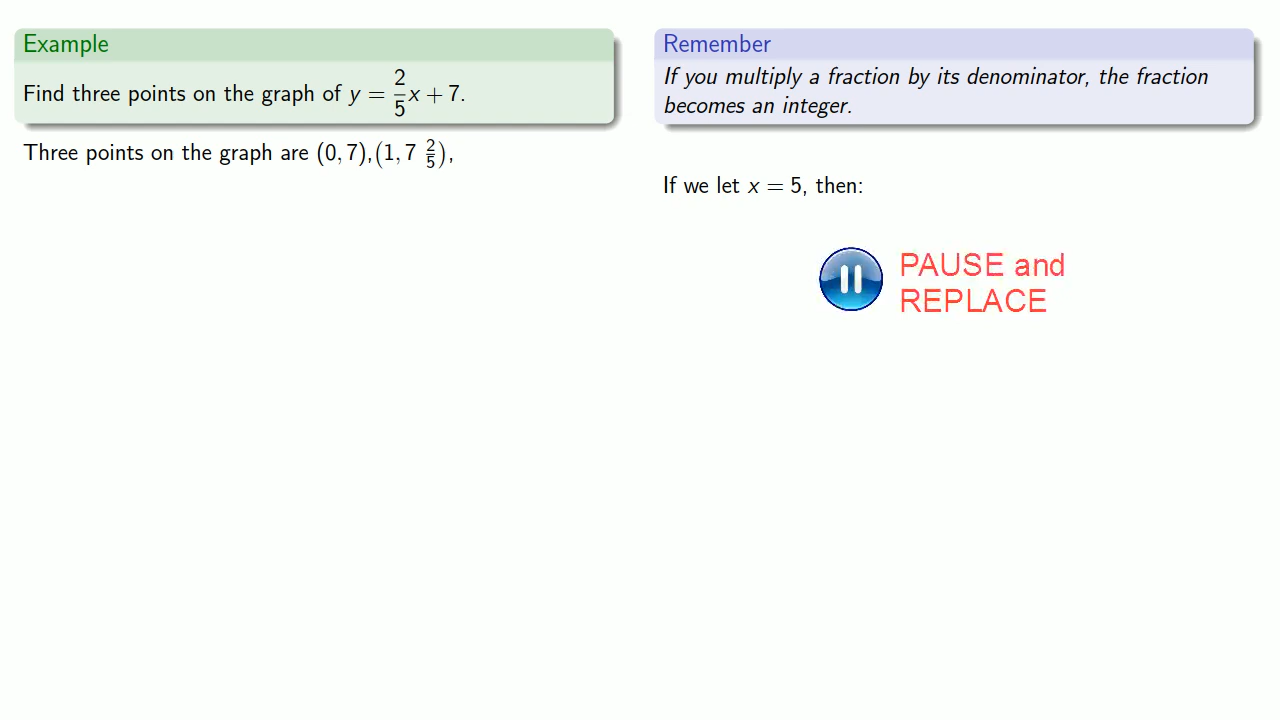 Example
Find three points on the graph of y = 2/5 x + 7.
Three points on the graph are (0, 7),(1, 7 2/5),
Remember
If you multiply a fraction by its denominator, the fraction
becomes an integer.
If we let x = 5, then:
PAUSE and
REPLACE